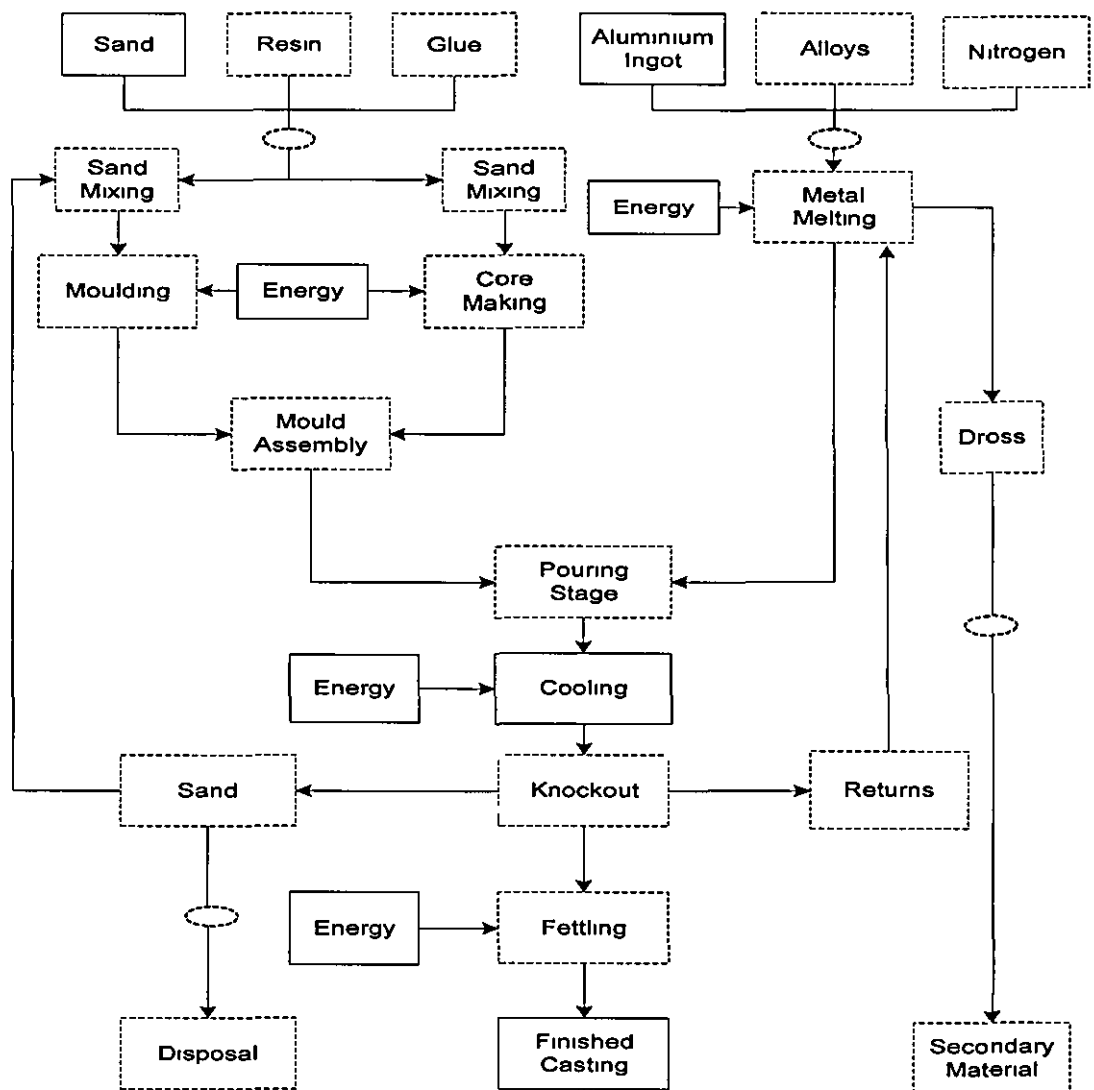 Sand
Resin
Glue
Aluminium
Ingot
Alloys
Nitrogen
Sand
Mixing
Sand
Mixing
Energy
Metal
Melting
Moulding
Energy
Core
Making
Mould
Assembly
Dross
Pouring
Stage
Energy
Cooling
Sand
Knockout
Returns
Energy
Fettling
Disposal
Finished
Casting
Secondary
Material